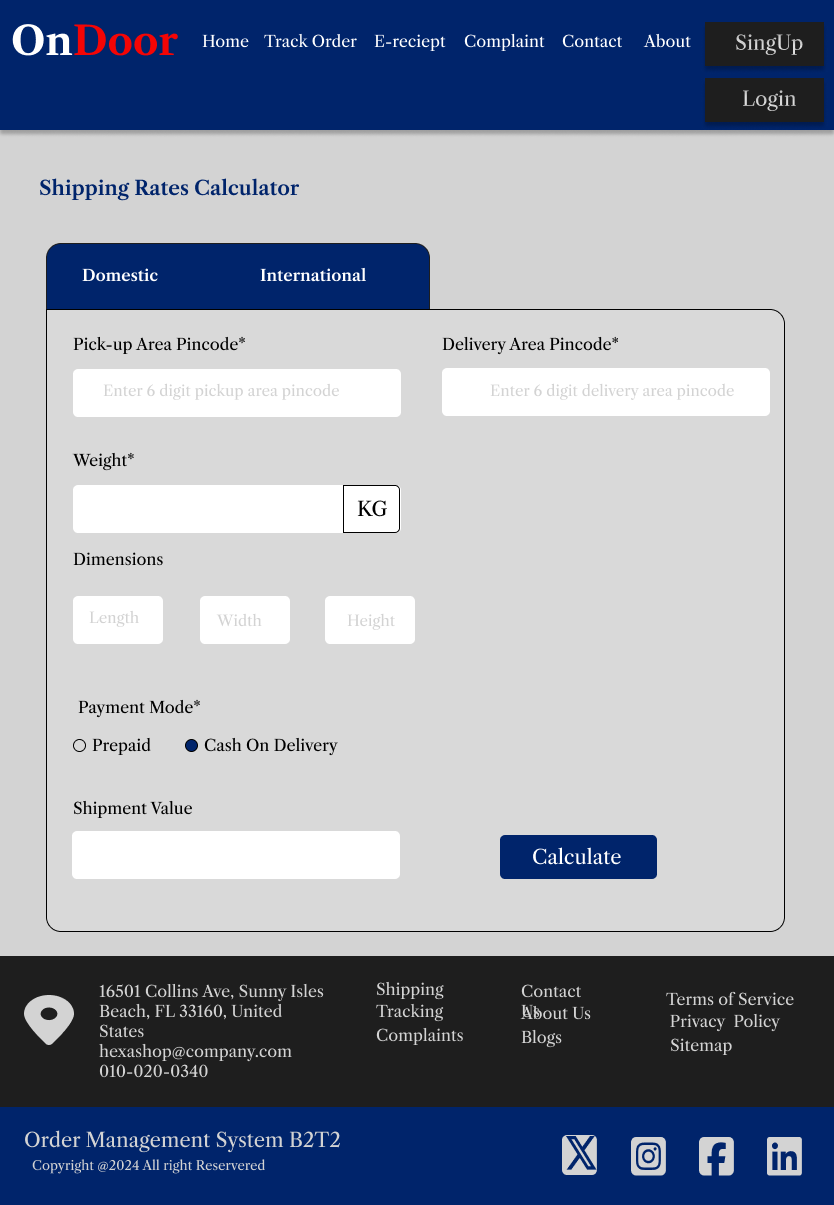 OnDoor
Home Track Order E-reciept Complaint Contact About
SingUp
Login
Shipping Rates Calculator
Domestic International
Pick-up Area Pincode* Delivery Area Pincode*
Enter 6 digit pickup area pincode Enter 6 digit delivery area pincode
Weight*
KG
Dimensions
Length Width Height
Payment Mode*
Prepaid Cash On Delivery
Shipment Value
Calculate
16501 Collins Ave, Sunny Isles
Beach, FL 33160, United
States
hexashop@company.com
010-020-0340
Shipping
Tracking
Complaints
Contact
Us
About Us
Blogs
Terms of Service
Privacy Policy
Sitemap
Order Management System B2T2
Copyright @2024 All right Reservered